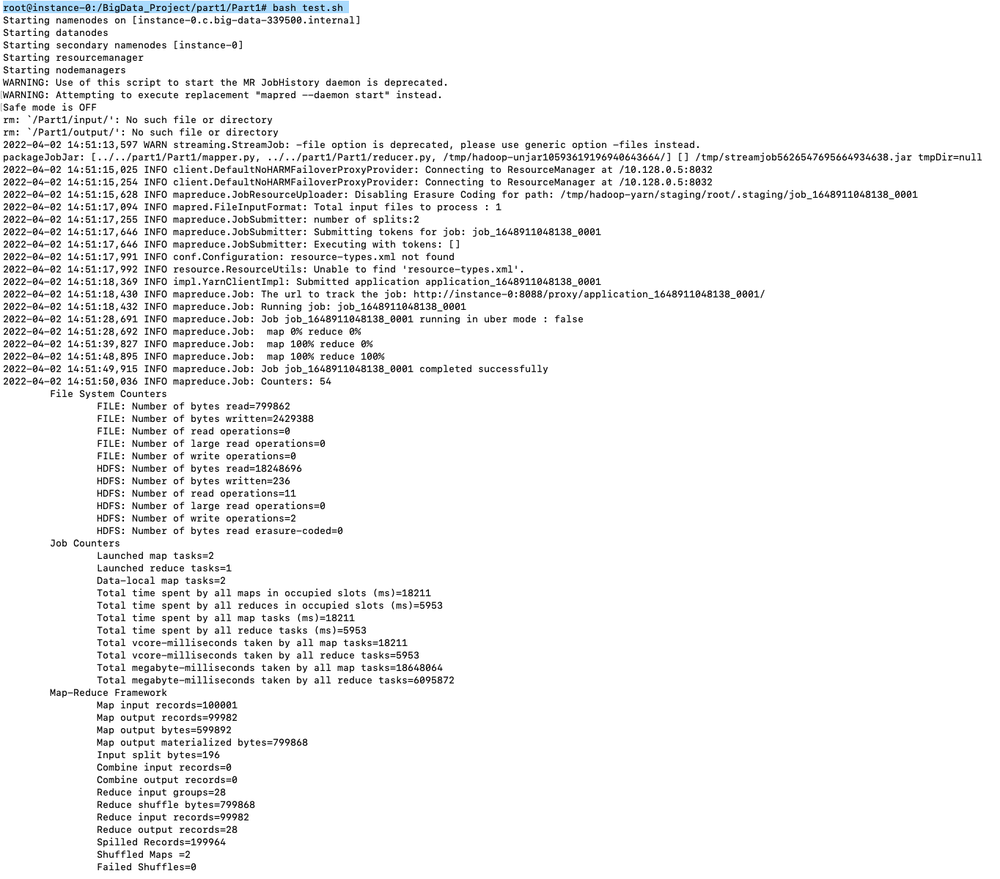 root@instance-0:/BigData_Project/part1/Part1# bash test.sh
Starting namenodes on [instance-0.c.big-data-339500.internal]
Starting datanodes
Starting secondary namenodes [instance-0]
Starting resourcemanager
Starting nodemanagers
WARNING: Use of this script to start the MR JobHistory daemon is deprecated.
WARNING: Attempting to execute replacement "mapred --daemon start" instead.
Safe mode is OFF
rm: `/Part1/input/': No such file or directory
rm: `/Part1/output/': No such file or directory
2022-04-02 14:51:13,597 WARN streaming.StreamJob: -file option is deprecated, please use generic option -files instead.
packageJobJar: [../../part1/Part1/mapper.py, ../../part1/Part1/reducer.py, /tmp/hadoop-unjar10593619196940643664/] [] /tmp/streamjob5626547695664934638.jar tmpDir=null
2022-04-02 14:51:15,025 INFO client.DefaultNoHARMFailoverProxyProvider: Connecting to ResourceManager at /10.128.0.5:8032
2022-04-02 14:51:15,254 INFO client.DefaultNoHARMFailoverProxyProvider: Connecting to ResourceManager at /10.128.0.5:8032
2022-04-02 14:51:15,628 INFO mapreduce.JobResourceUploader: Disabling Erasure Coding for path: /tmp/hadoop-yarn/staging/root/.staging/job_1648911048138_0001
2022-04-02 14:51:17,094 INFO mapred.FileInputFormat: Total input files to process : 1
2022-04-02 14:51:17,255 INFO mapreduce.JobSubmitter: number of splits:2
2022-04-02 14:51:17,646 INFO mapreduce.JobSubmitter: Submitting tokens for job: job_1648911048138_0001
2022-04-02 14:51:17,646 INFO mapreduce.JobSubmitter: Executing with tokens: []
2022-04-02 14:51:17,991 INFO conf.Configuration: resource-types.xml not found
2022-04-02 14:51:17,992 INFO resource.ResourceUtils: Unable to find 'resource-types.xml'.
2022-04-02 14:51:18,369 INFO impl.YarnClientImpl: Submitted application application_1648911048138_0001
2022-04-02 14:51:18,430 INFO mapreduce.Job: The url to track the job: http://instance-0:8088/proxy/application_1648911048138_0001/
2022-04-02 14:51:18,432 INFO mapreduce.Job: Running job: job_1648911048138_0001
2022-04-02 14:51:28,691 INFO mapreduce.Job: Job job_1648911048138_0001 running in uber mode : false
2022-04-02 14:51:28,692 INFO mapreduce.Job:  map 0% reduce 0%
2022-04-02 14:51:39,827 INFO mapreduce.Job:  map 100% reduce 0%
2022-04-02 14:51:48,895 INFO mapreduce.Job:  map 100% reduce 100%
2022-04-02 14:51:49,915 INFO mapreduce.Job: Job job_1648911048138_0001 completed successfully
2022-04-02 14:51:50,036 INFO mapreduce.Job: Counters: 54
File System Counters
FILE: Number of bytes read=799862
FILE: Number of bytes written=2429388
FILE: Number of read operations=0
FILE: Number of large read operations=0
FILE: Number of write operations=0
HDFS: Number of bytes read=18248696
HDFS: Number of bytes written=236
HDFS: Number of read operations=11
HDFS: Number of large read operations=0
HDFS: Number of write operations=2
HDFS: Number of bytes read erasure-coded=0
Job Counters
Launched map tasks=2
Launched reduce tasks=1
Data-local map tasks=2
Total time spent by all maps in occupied slots (ms)=18211
Total time spent by all reduces in occupied slots (ms)=5953
Total time spent by all map tasks (ms)=18211
Total time spent by all reduce tasks (ms)=5953
Total vcore-milliseconds taken by all map tasks=18211
Total vcore-milliseconds taken by all reduce tasks=5953
Total megabyte-milliseconds taken by all map tasks=18648064
Total megabyte-milliseconds taken by all reduce tasks=6095872
Map-Reduce Framework
Map input records=100001
Map output records=99982
Map output bytes=599892
Map output materialized bytes=799868
Input split bytes=196
Combine input records=0
Combine output records=0
Reduce input groups=28
Reduce shuffle bytes=799868
Reduce input records=99982
Reduce output records=28
Spilled Records=199964
Shuffled Maps =2
Failed Shuffles=0